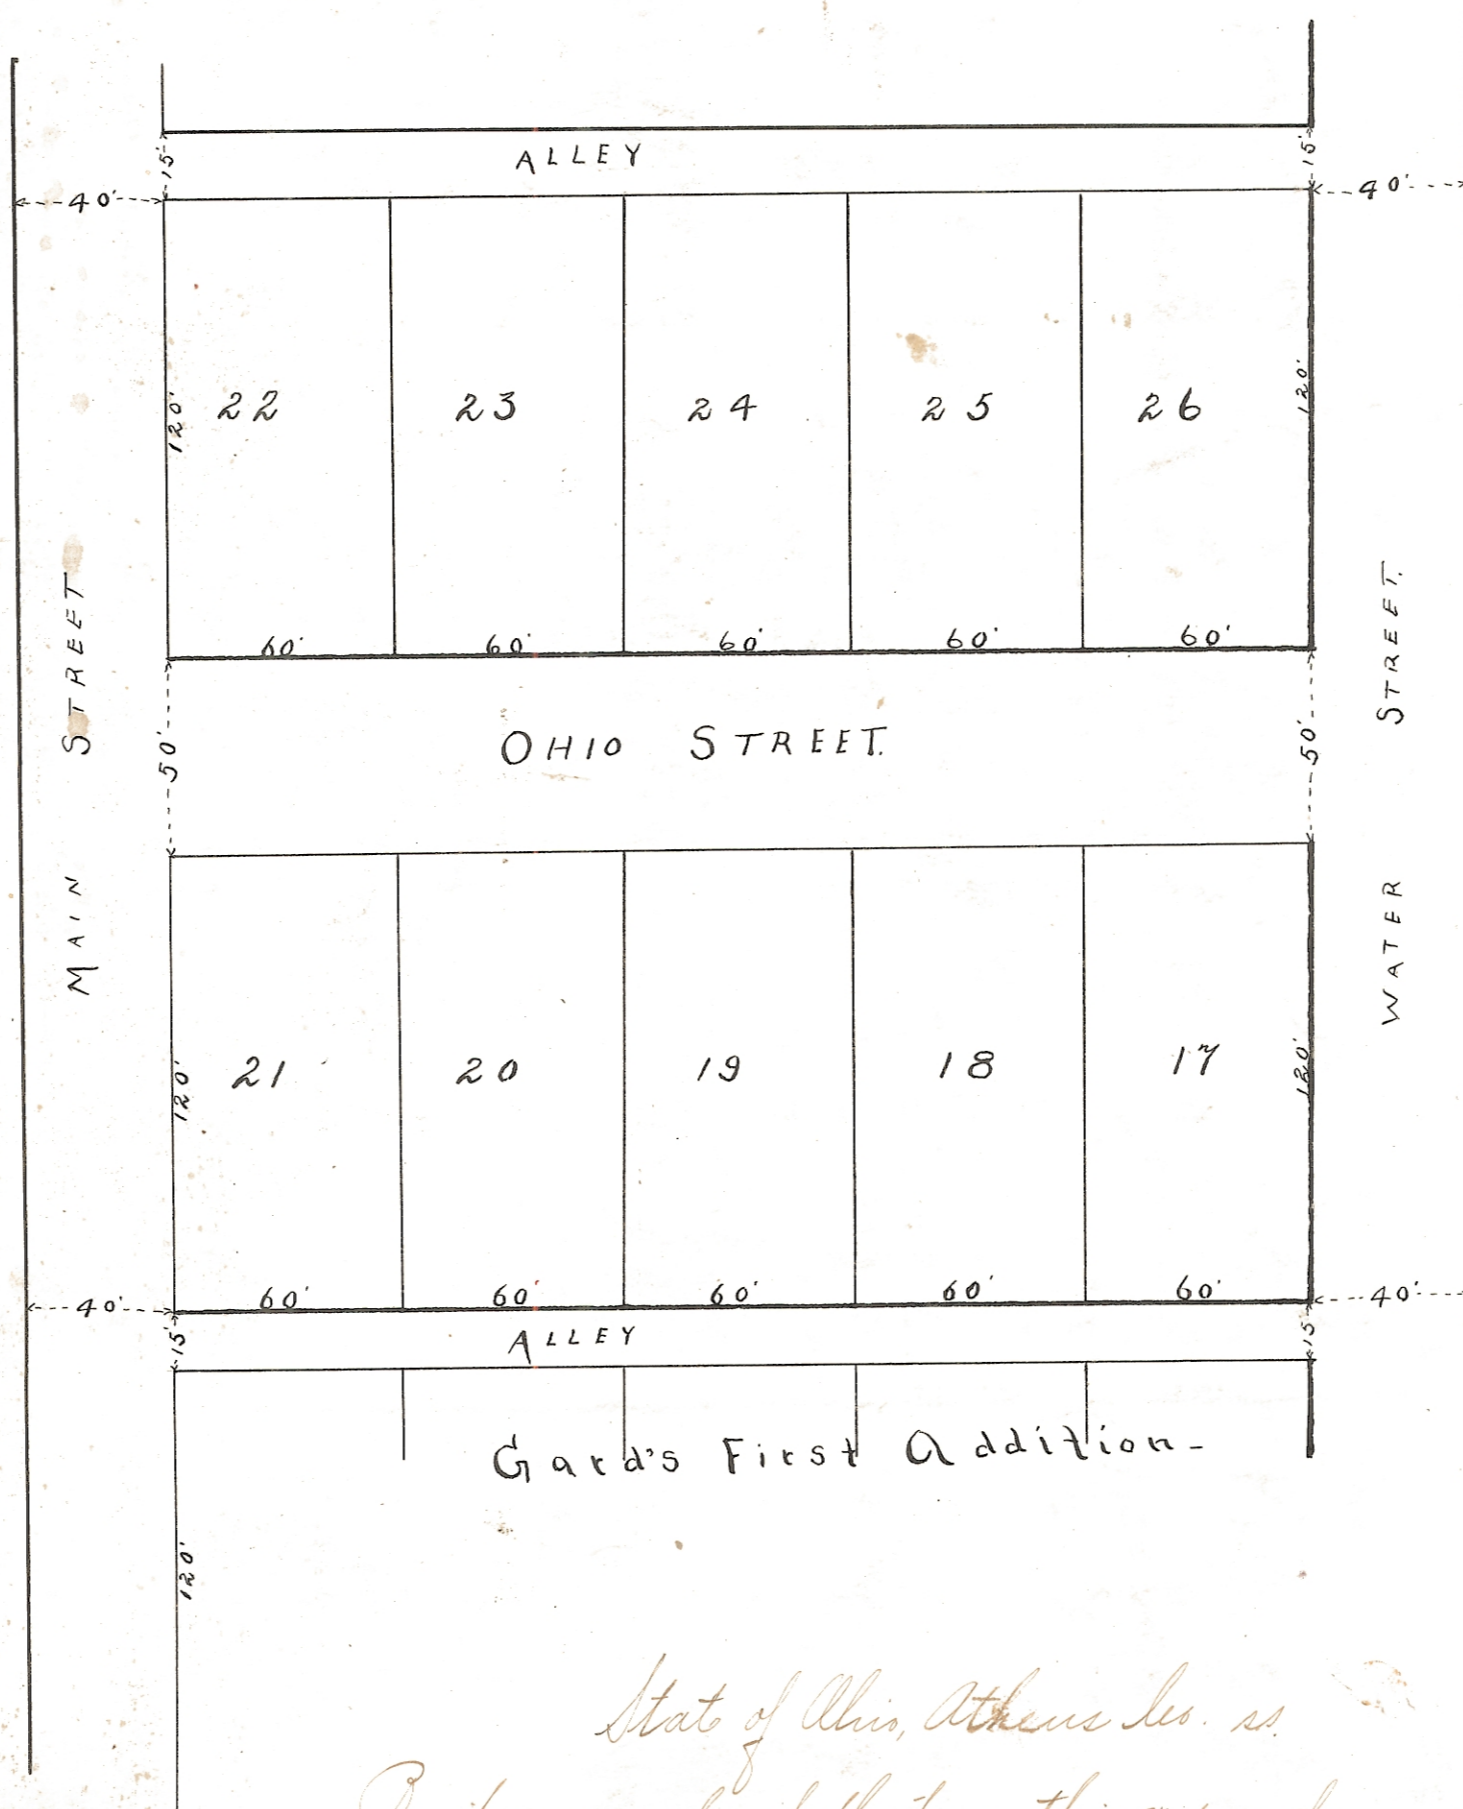 ALLEY
15' 15'
40' 40'
22 23 24 25 26
120' 120'
60' 60' 60' 60' 60'
MAIN STREET
WATER STREET.
OHIO STREET.
50' 50'
21 20 19 18 17
120' 120'
60' 60' 60' 60' 60'
40' 40'
ALLEY
15' 15'
Gard's First Addition-
120'
State of Ohio, Athens Co. ss.